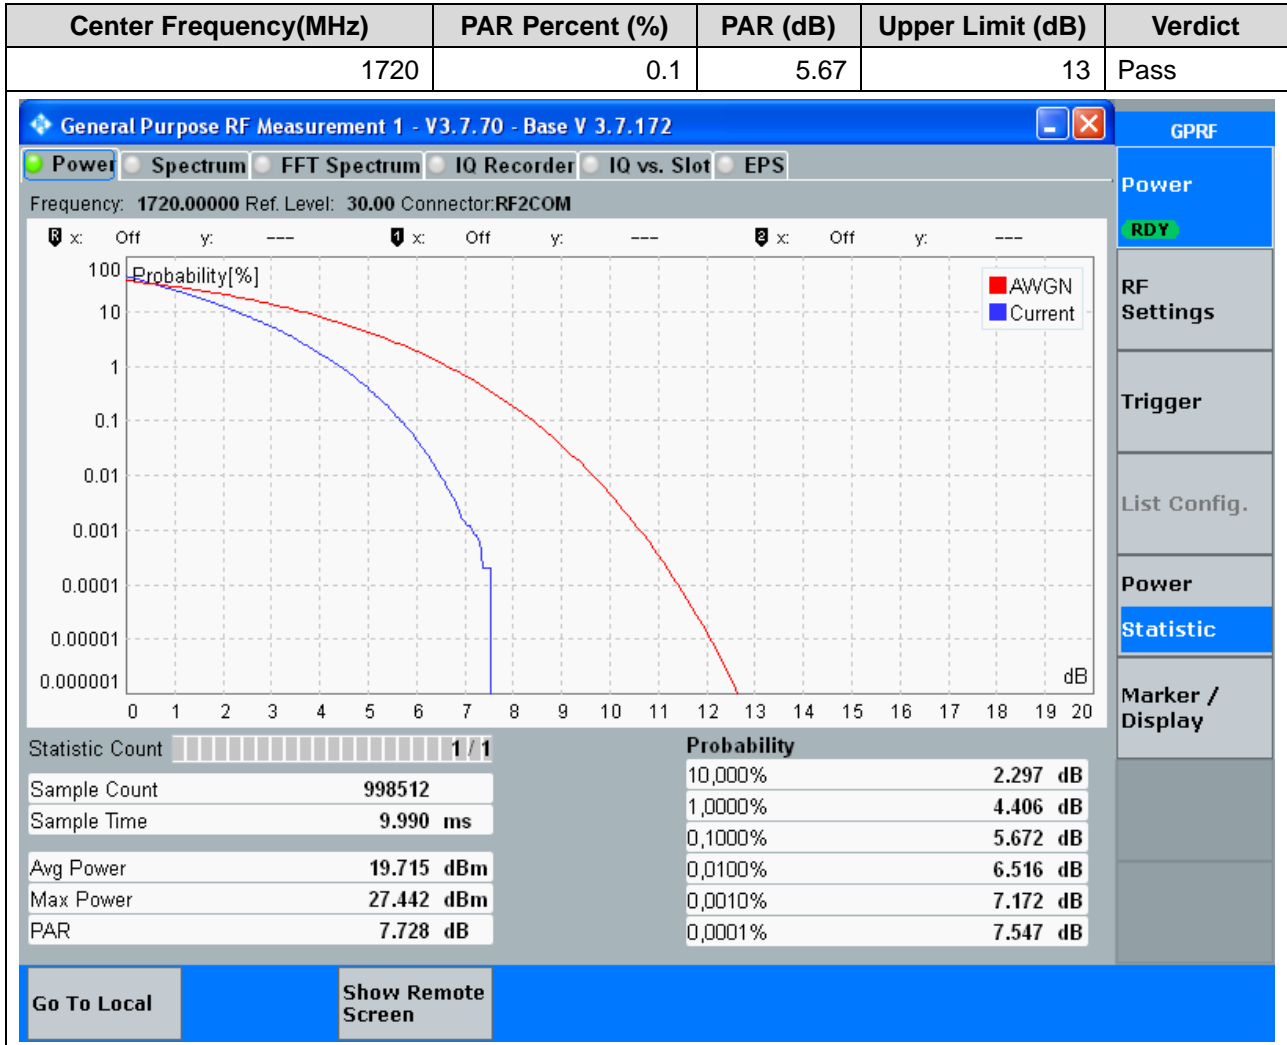 Center Frequency(MHz) PAR Percent (%) PAR (dB) Upper Limit (dB) Verdict
1720 0.1 5.67 13 Pass
General Purpose RF Measurement 1 - V3.7.70 - Base V 3.7.172
GPRF
Power Spectrum FFT Spectrum IQ Recorder IQ vs. Slot EPS
Frequency: 1720.00000 Ref. Level: 30.00 Connector:RF2COM
R x: Off y: --- 1 x: Off y: --- 2 x: Off y: ---
Probability[%]
100
10
1
0.1
0.01
0.001
0.0001
0.00001
0.000001
AWGN
Current
dB
0 1 2 3 4 5 6 7 8 9 10 11 12 13 14 15 16 17 18 19 20
Statistic Count 1 / 1
Sample Count 998512
Sample Time 9.990 ms
Avg Power 19.715 dBm
Max Power 27.442 dBm
PAR 7.728 dB
Probability
10,000% 2.297 dB
1,0000% 4.406 dB
0,1000% 5.672 dB
0,0100% 6.516 dB
0,0010% 7.172 dB
0,0001% 7.547 dB
Power
RDY
RF
Settings
Trigger
List Config.
Power
Statistic
Marker /
Display
Go To Local
Show Remote
Screen